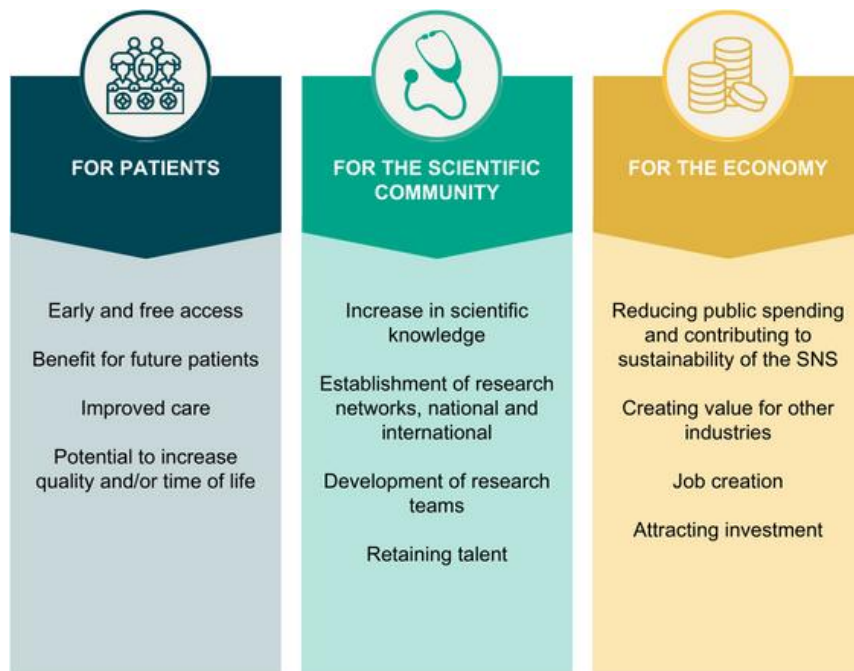 FOR PATIENTS
Early and free access
Benefit for future patients
Improved care
Potential to increase
quality and/or time of life
FOR THE SCIENTIFIC
COMMUNITY
Increase in scientific
knowledge
Establishment of research
networks, national and
international
Development of research
teams
Retaining talent
FOR THE ECONOMY
Reducing public spending
and contributing to
sustainability of the SNS
Creating value for other
industries
Job creation
Attracting investment